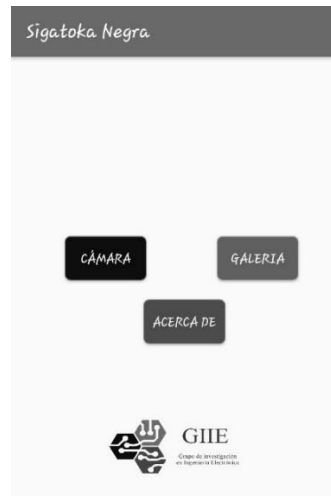 Sigatoka Negra
CÁMARA
GALERIA
ACERCA DE
GIIE
Grupo de investigación
en Ingeniería Electrónica